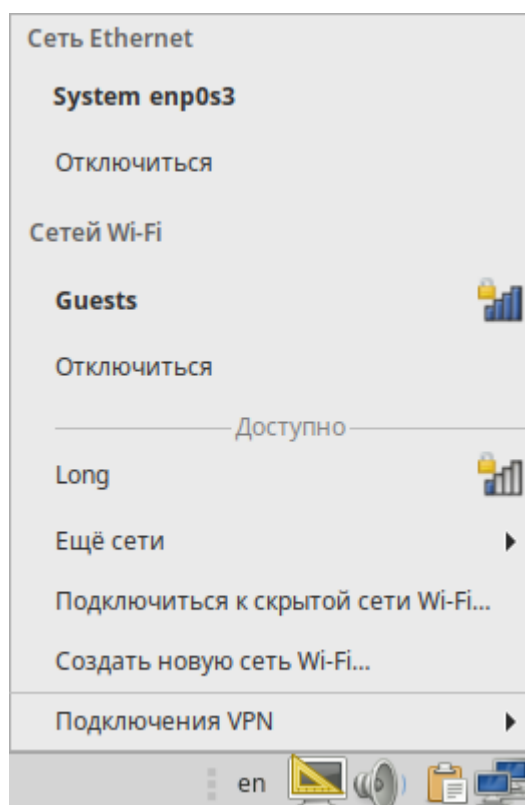 Сеть Ethernet
System enp0s3
Отключиться
Сетей Wi-Fi
Guests
Отключиться
Доступно
Long
Ещё сети
Подключиться к скрытой сети Wi-Fi...
Создать новую сеть Wi-Fi...
Подключения VPN
en